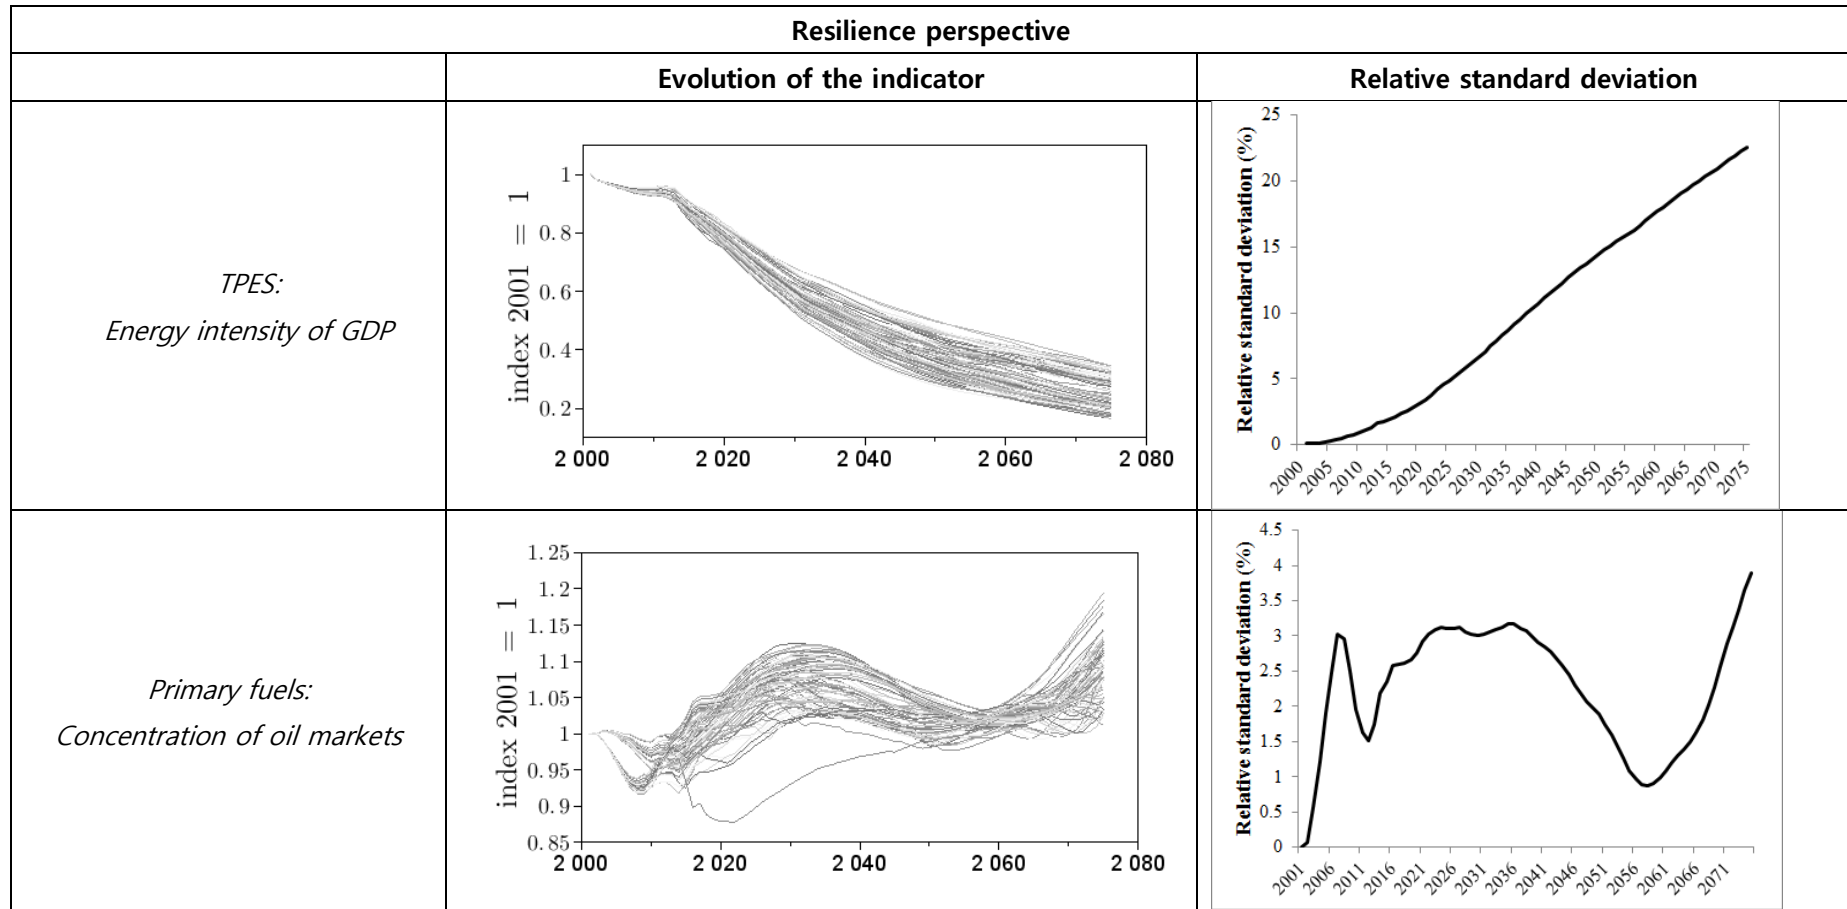 Resilience perspective
Evolution of the indicator
Relative standard deviation
TPES:
Energy intensity of GDP
index 2001 = 1
1
0.8
0.6
0.4
0.2
2 000 2 020 2 040 2 060 2 080
Relative standard deviation (%)
25
20
15
10
5
0
2000 2005 2010 2015 2020 2025 2030 2035 2040 2045 2050 2055 2060 2065 2070 2075
Primary fuels:
Concentration of oil markets
index 2001 = 1
1.25
1.2
1.15
1.1
1.05
1
0.95
0.9
0.85
2 000 2 020 2 040 2 060 2 080
Relative standard deviation (%)
4.5
4
3.5
3
2.5
2
1.5
1
0.5
0
2001 2006 2011 2016 2021 2026 2031 2036 2041 2046 2051 2056 2061 2066 2071